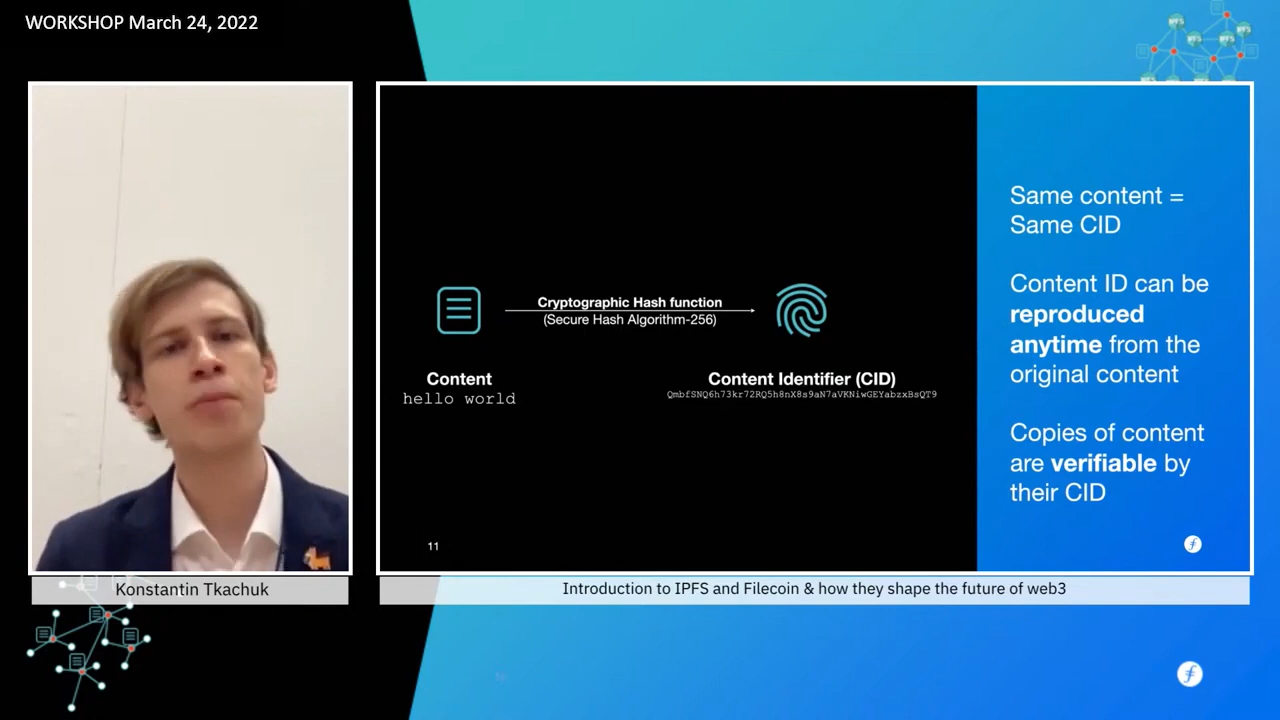 WORKSHOP March 24, 2022
Cryptographic Hash function
(Secure Hash Algorithm-256)
Content
hello world
Content Identifier (CID)
QmbfSNQ6h73kr72RQ5h8nX8s9aN7aVKNiwGEYabzxBsQT9
11
Same content =
Same CID
Content ID can be
reproduced
anytime from the
original content
Copies of content
are verifiable by
their CID
Konstantin Tkachuk
Introduction to IPFS and Filecoin & how they shape the future of web3